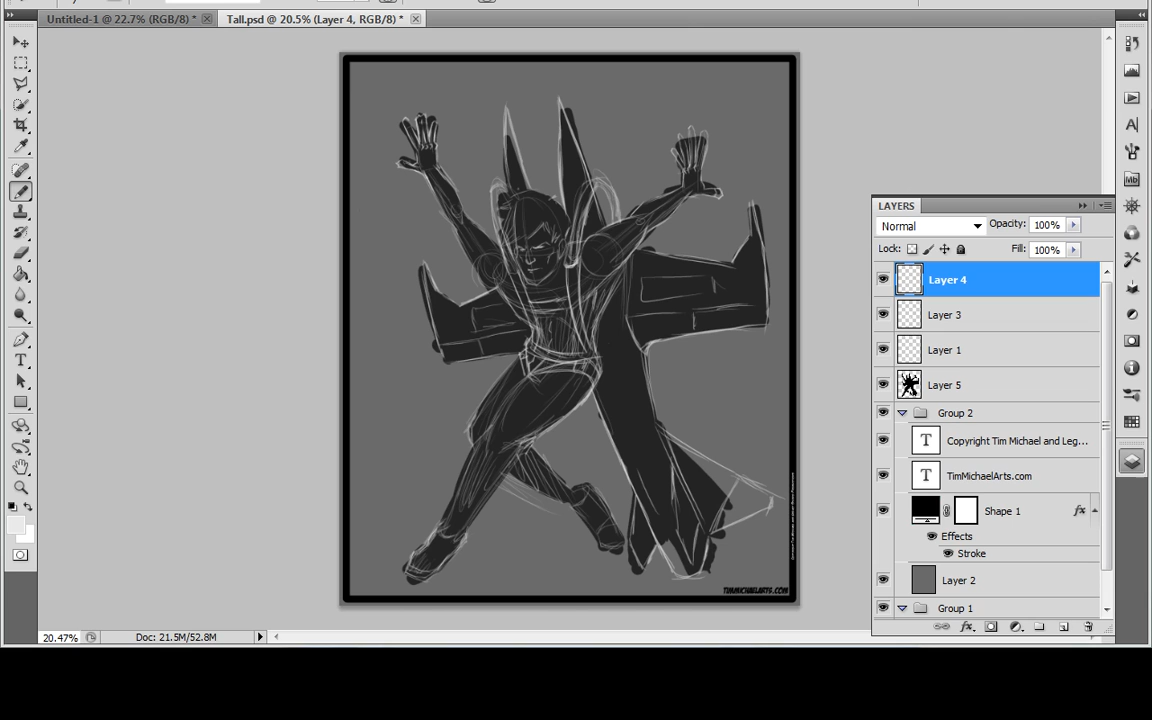 Untitled-1 @ 22.7% (RGB/8) *
Tall.psd @ 20.5% (Layer 4, RGB/8) *
LAYERS
Normal
Opacity: 100%
Lock:
Fill: 100%
Layer 4
Layer 3
Layer 1
Layer 5
Group 2
T Copyright Tim Michael and Leg...
T TimMichaelArts.com
Shape 1 fx
Effects
Stroke
Layer 2
Group 1
TIMMICHAELARTS.COM
20.47%
Doc: 21.5M/52.8M